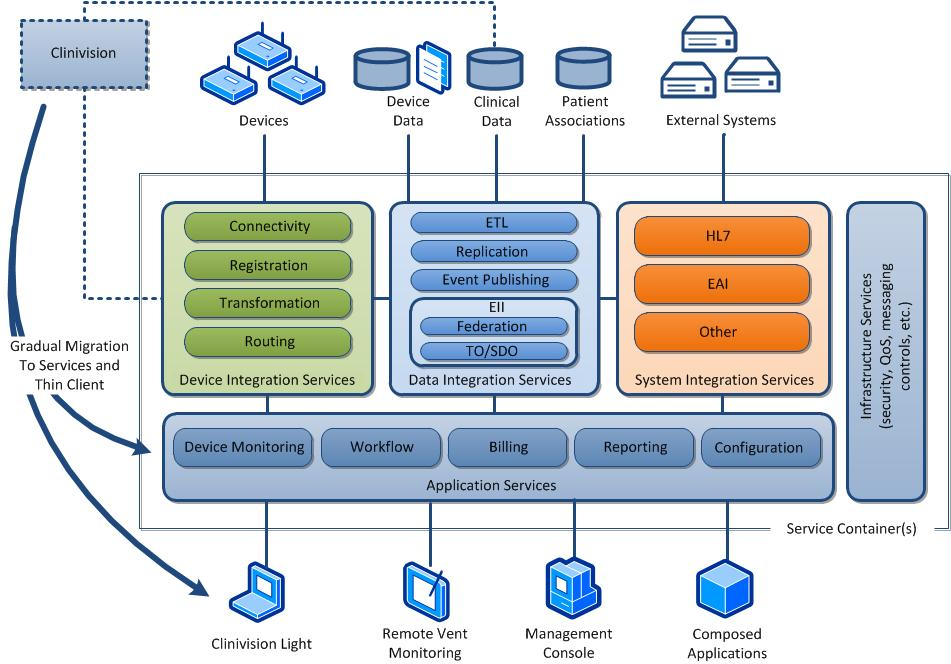 Clinivision
Devices
Device
Data
Clinical
Data
Patient
Associations
External Systems
Connectivity
Registration
Transformation
Routing
Device Integration Services
ETL
Replication
Event Publishing
EII
Federation
TO/SDO
Data Integration Services
HL7
EAI
Other
System Integration Services
Infrastructure Services
(security, QoS, messaging
controls, etc.)
Gradual Migration
To Services and
Thin Client
Device Monitoring
Workflow
Billing
Reporting
Configuration
Application Services
Service Container(s)
Clinivision Light
Remote Vent
Monitoring
Management
Console
Composed
Applications